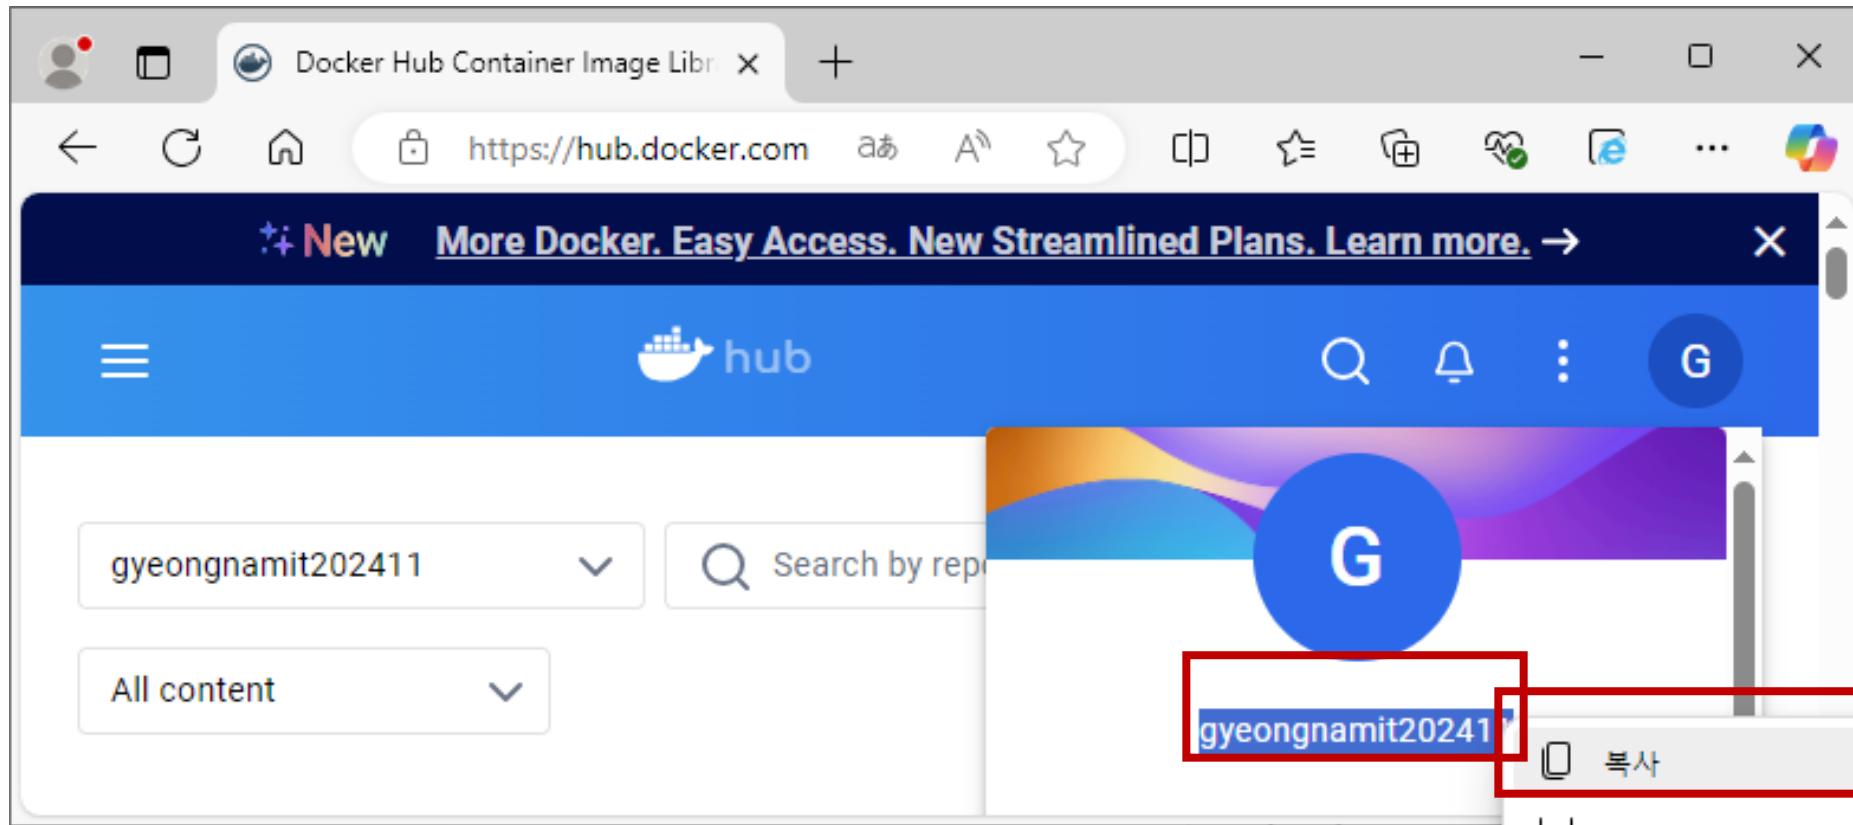 Docker Hub Container Image Libr
https://hub.docker.com
New More Docker. Easy Access. New Streamlined Plans. Learn more. →
hub
G
G
gyeongnamit202411
Search by repo
All content
gyeongnamit20241
복사